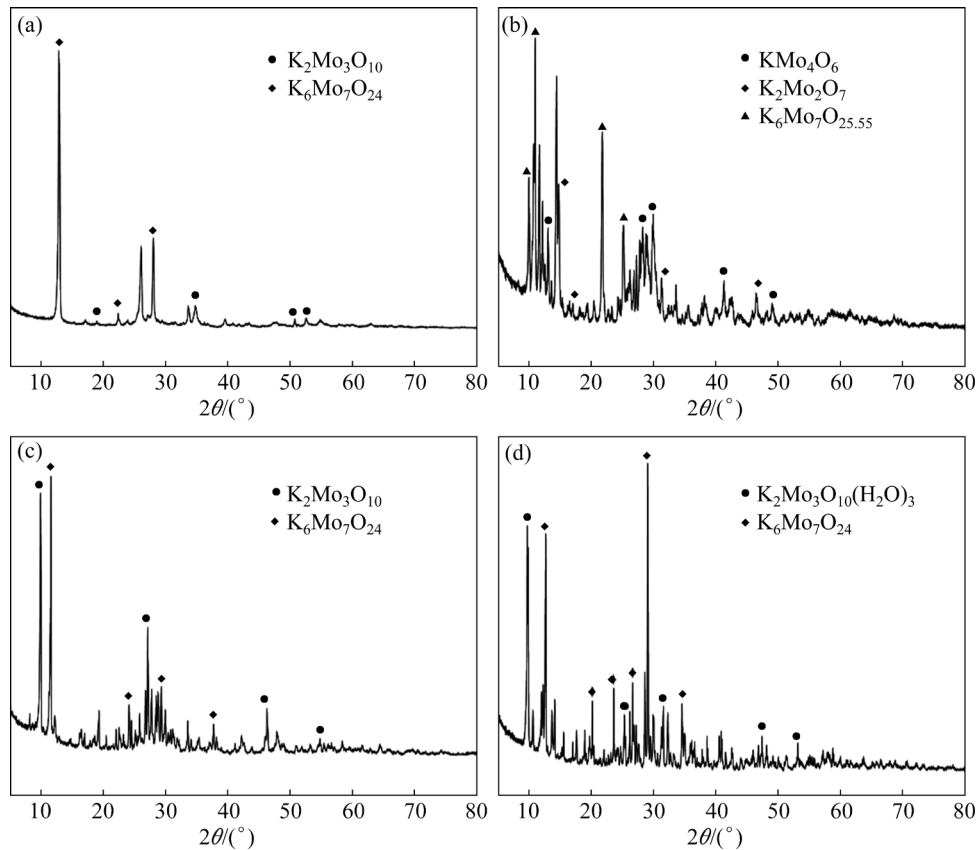 (a)
● K₂Mo₃O₁₀
◆ K₆Mo₇O₂₄
10 20 30 40 50 60 70 80
2θ/(°)
(b)
● KMo₄O₆
◆ K₂Mo₂O₇
▲ K₆Mo₇O₂₅.₅₅
10 20 30 40 50 60 70 80
2θ/(°)
(c)
● K₂Mo₃O₁₀
◆ K₆Mo₇O₂₄
10 20 30 40 50 60 70 80
2θ/(°)
(d)
● K₂Mo₃O₁₀(H₂O)₃
◆ K₆Mo₇O₂₄
10 20 30 40 50 60 70 80
2θ/(°)